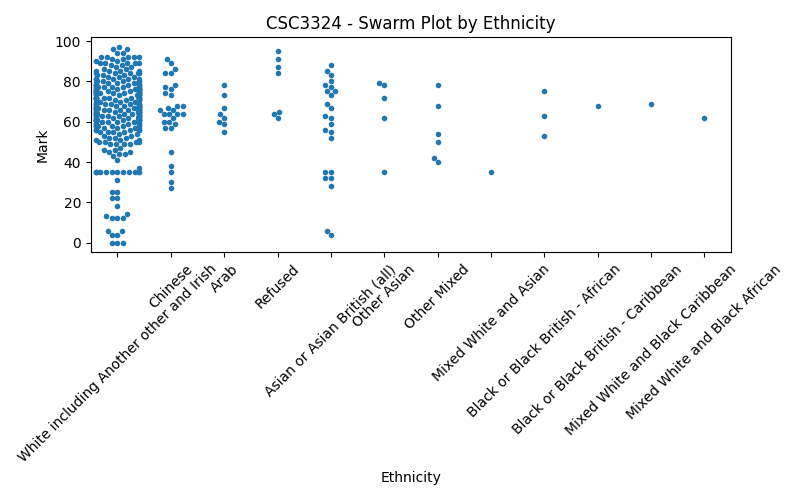 CSC3324 - Swarm Plot by Ethnicity
100
80
60
40
20
0
Mark
White including Another other and Irish
Chinese
Arab
Refused
Asian or Asian British (all)
Other Asian
Other Mixed
Mixed White and Asian
Black or Black British - African
Black or Black British - Caribbean
Mixed White and Black Caribbean
Mixed White and Black African
Ethnicity